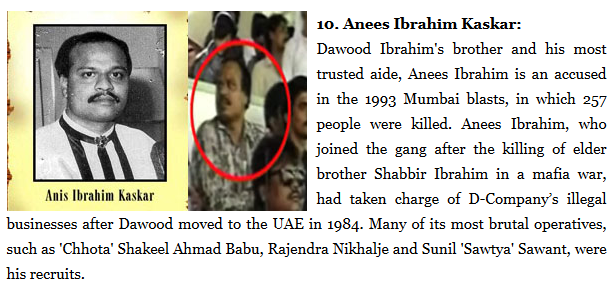 Anis Ibrahim Kaskar
10. Anees Ibrahim Kaskar:
Dawood Ibrahim's brother and his most
trusted aide, Anees Ibrahim is an accused
in the 1993 Mumbai blasts, in which 257
people were killed. Anees Ibrahim, who
joined the gang after the killing of elder
brother Shabbir Ibrahim in a mafia war,
had taken charge of D-Company’s illegal
businesses after Dawood moved to the UAE in 1984. Many of its most brutal operatives,
such as 'Chhota' Shakeel Ahmad Babu, Rajendra Nikhalje and Sunil 'Sawtya' Sawant, were
his recruits.